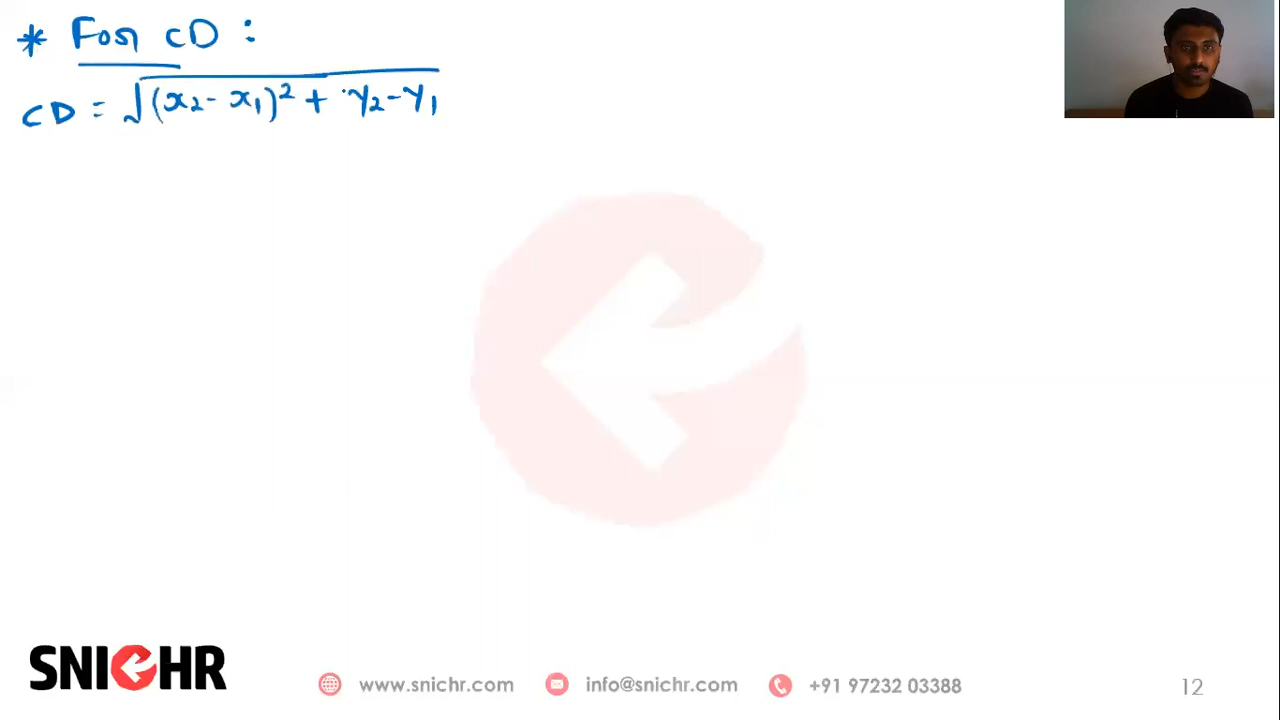 * For CD :
CD = √(x₂ - x₁)² + y₂ - y₁
SNICHR
www.snichr.com
info@snichr.com
+91 97232 03388
12